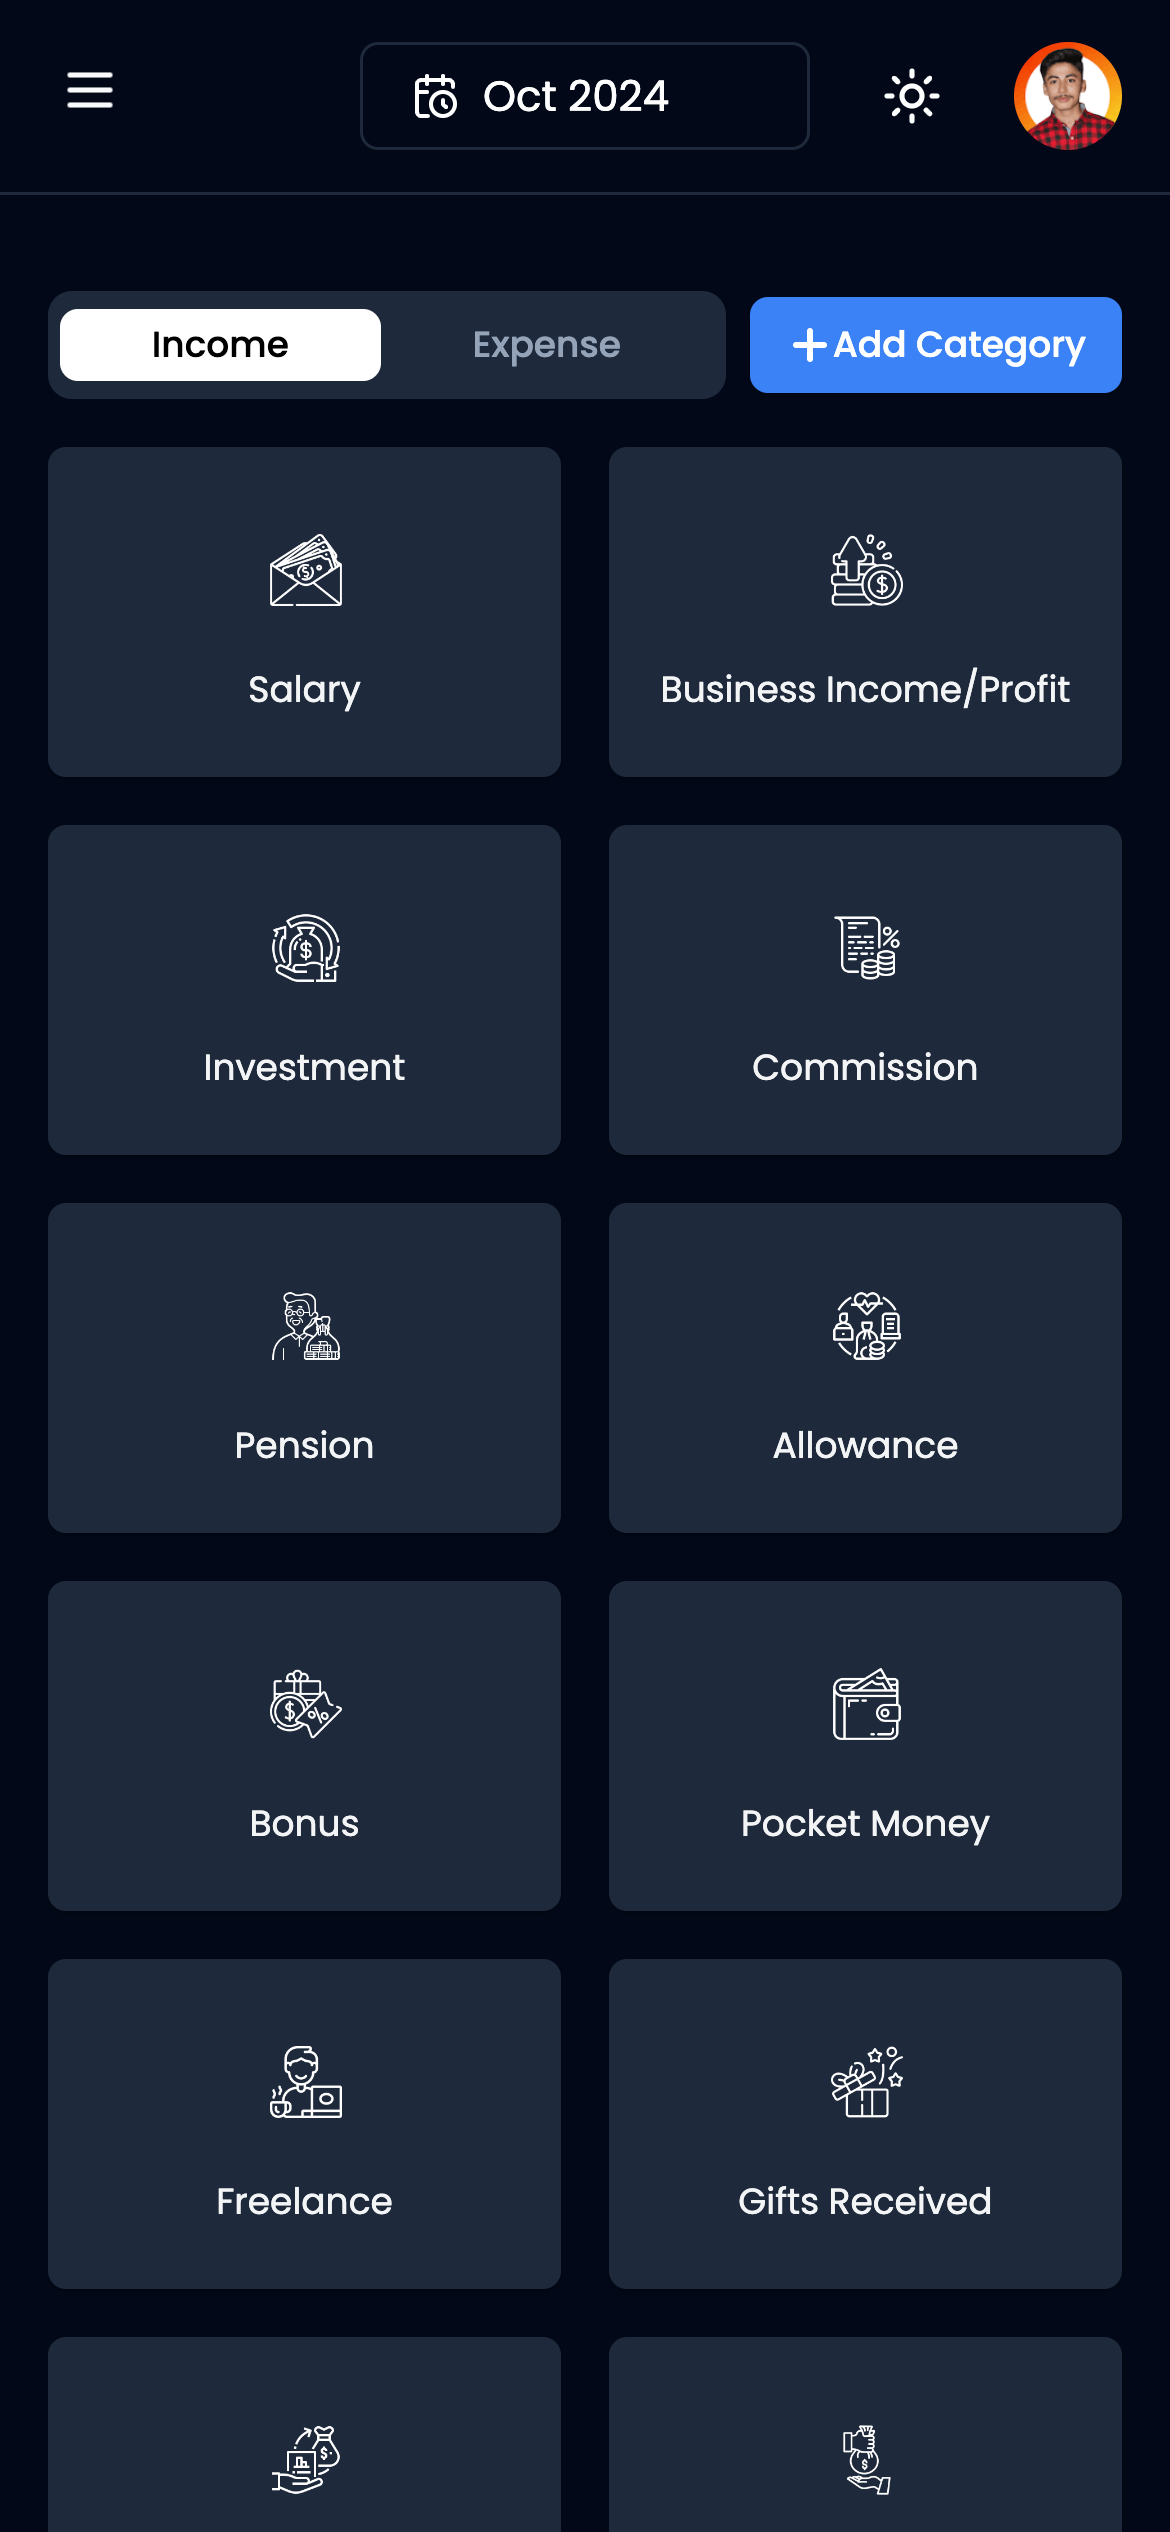 Oct 2024
Income
Expense
Add Category
Salary
Business Income/Profit
Investment
Commission
Pension
Allowance
Bonus
Pocket Money
Freelance
Gifts Received